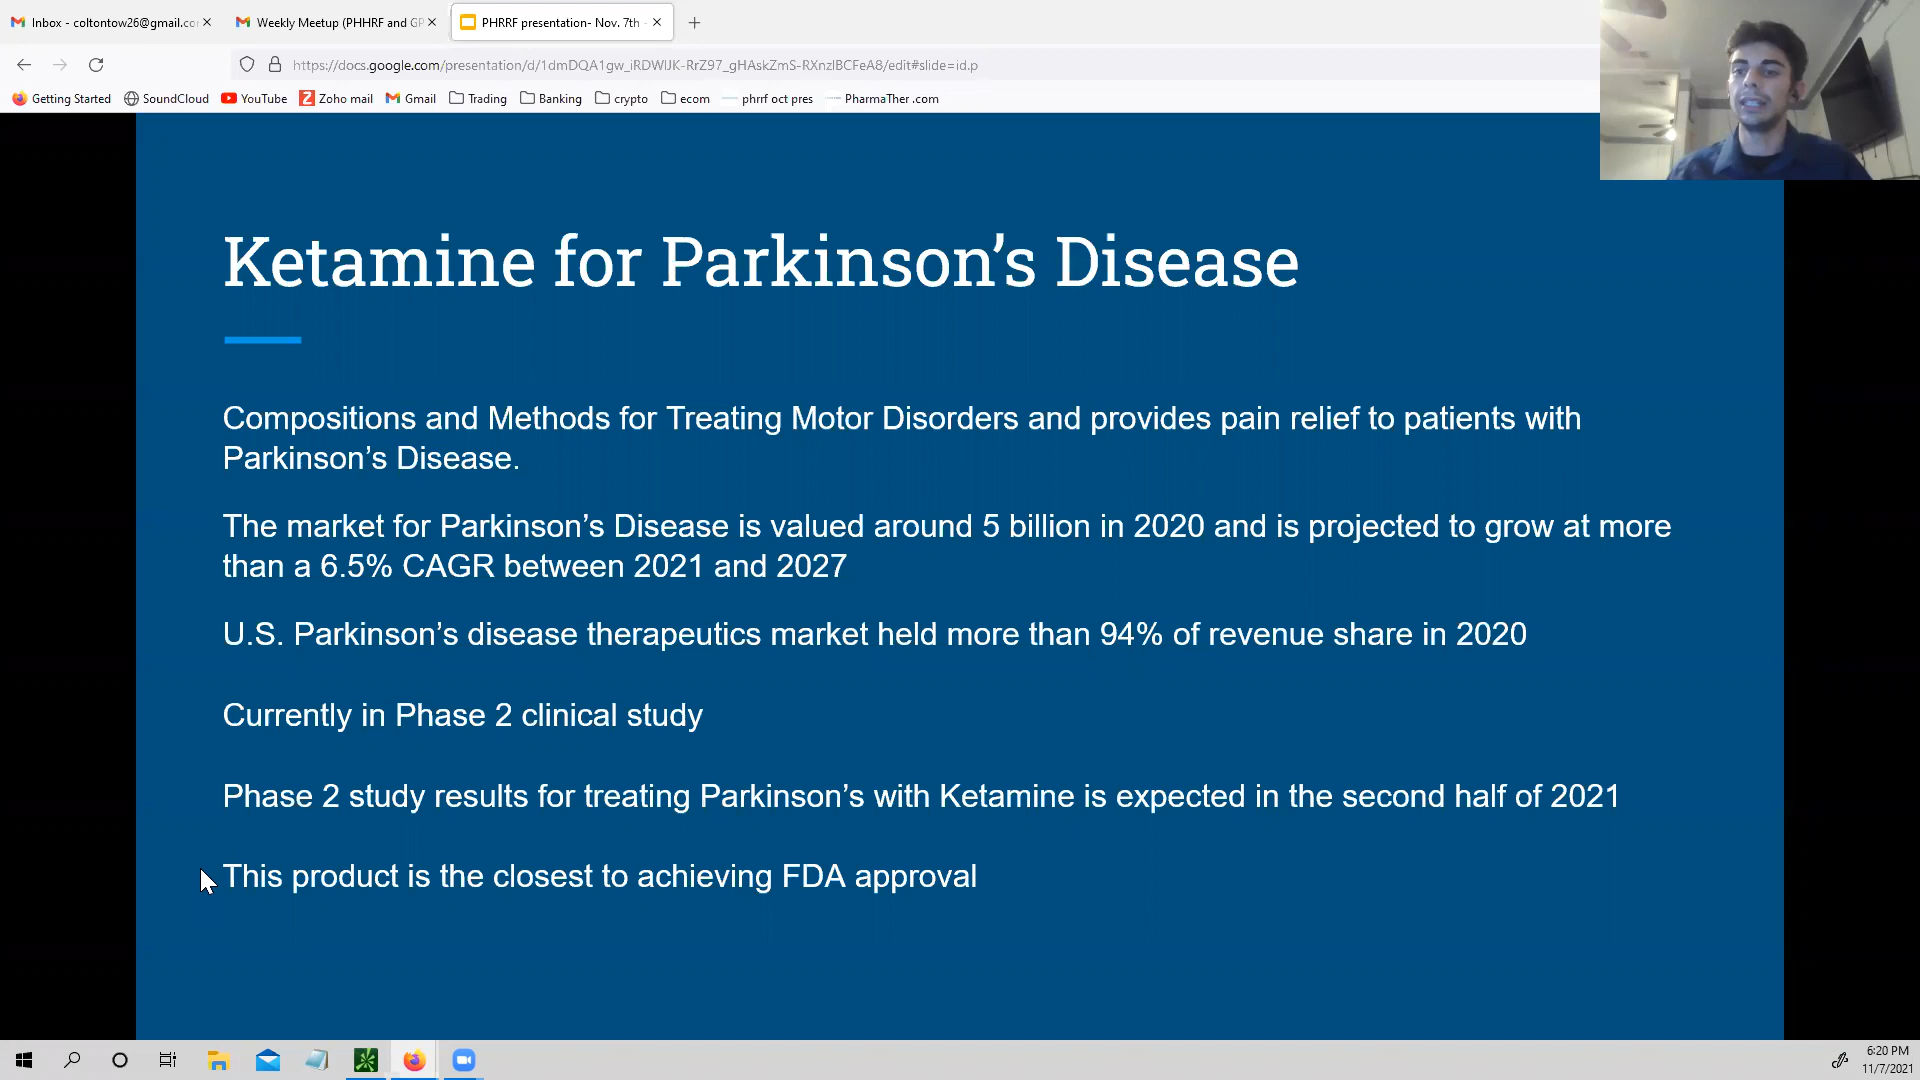 Inbox - coltontow26@gmail.co
Weekly Meetup (PHHRF and GP
PHRRF presentation- Nov. 7th
https://docs.google.com/presentation/d/1dmDQA1gw_iRDWlJK-RrZ97_gHAskZmS-RXnzlBCFeA8/edit#slide=id.p
Getting Started SoundCloud YouTube Zoho mail Gmail Trading Banking crypto ecom phrrf oct pres PharmaTher .com
Ketamine for Parkinson’s Disease
Compositions and Methods for Treating Motor Disorders and provides pain relief to patients with
Parkinson’s Disease.
The market for Parkinson’s Disease is valued around 5 billion in 2020 and is projected to grow at more
than a 6.5% CAGR between 2021 and 2027
U.S. Parkinson’s disease therapeutics market held more than 94% of revenue share in 2020
Currently in Phase 2 clinical study
Phase 2 study results for treating Parkinson’s with Ketamine is expected in the second half of 2021
This product is the closest to achieving FDA approval
6:20 PM
11/7/2021